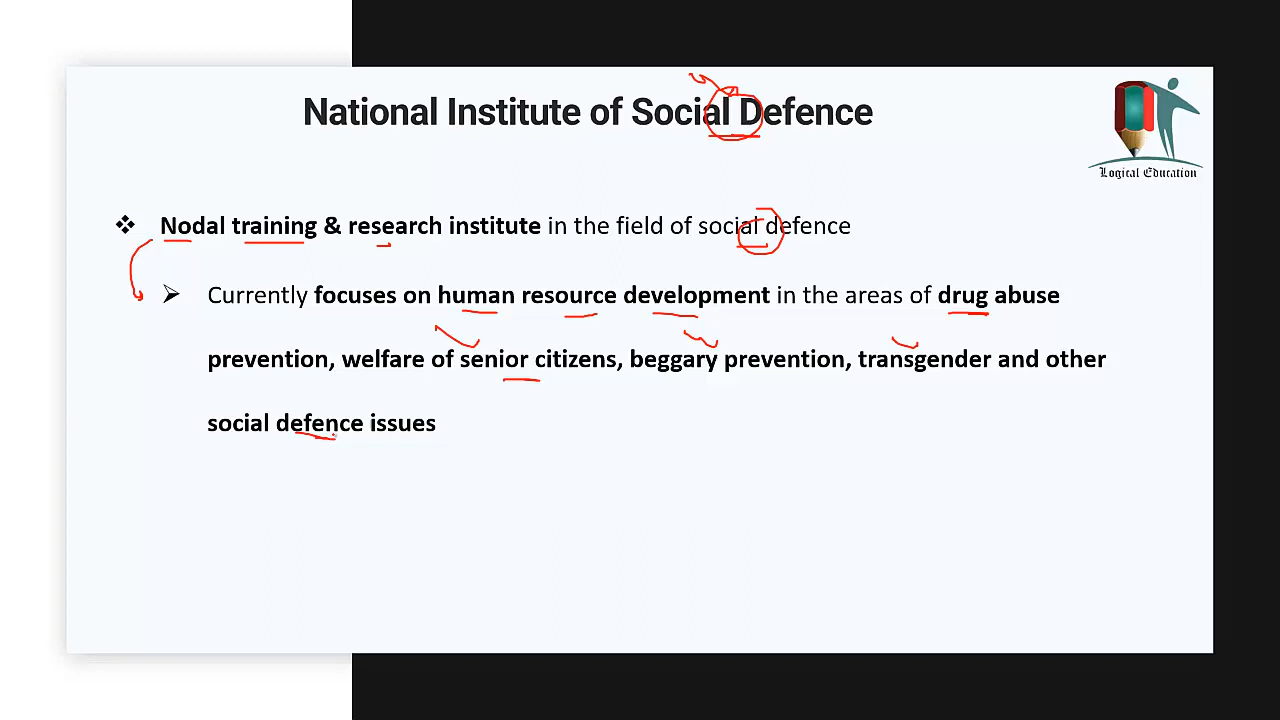 National Institute of Social Defence
Logical Education
❖ Nodal training & research institute in the field of social defence
➢ Currently focuses on human resource development in the areas of drug abuse
prevention, welfare of senior citizens, beggary prevention, transgender and other
social defence issues